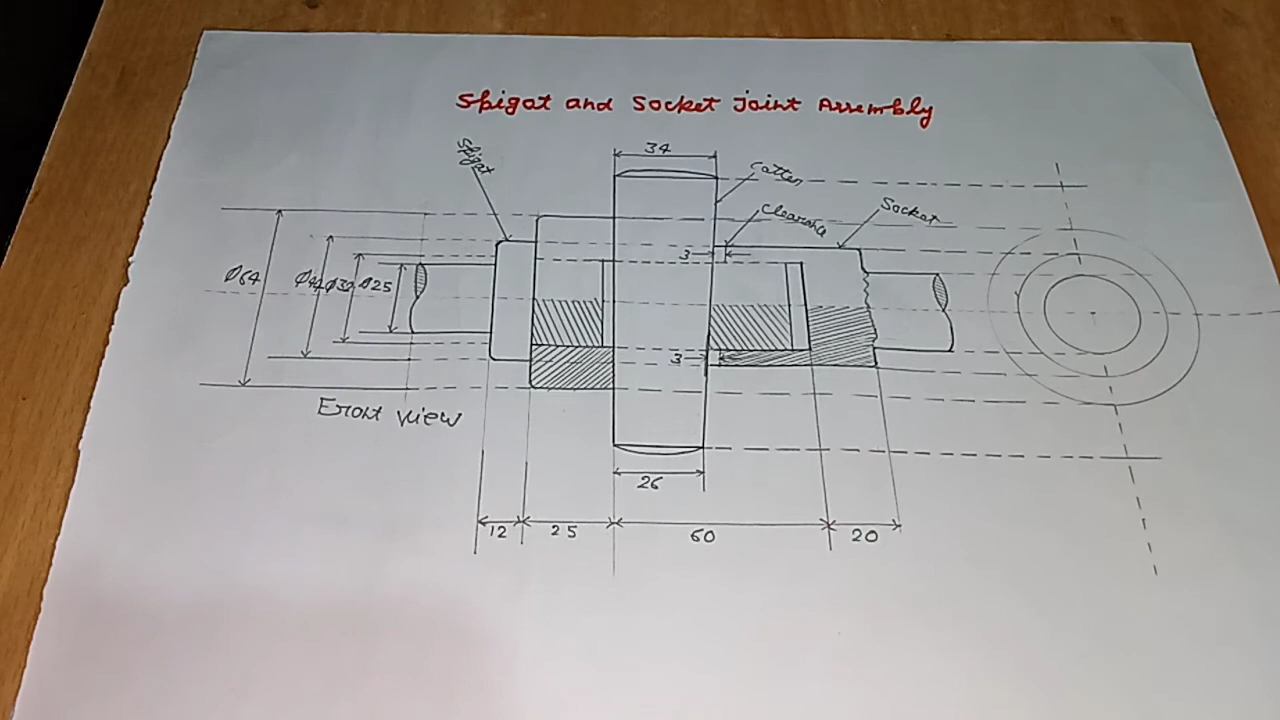 Spigot and Socket Joint Assembly
Spigot
34
Cotter
Clearance
Socket
3
Ø64
Ø44
Ø30
Ø25
3
Front View
26
12
25
60
20